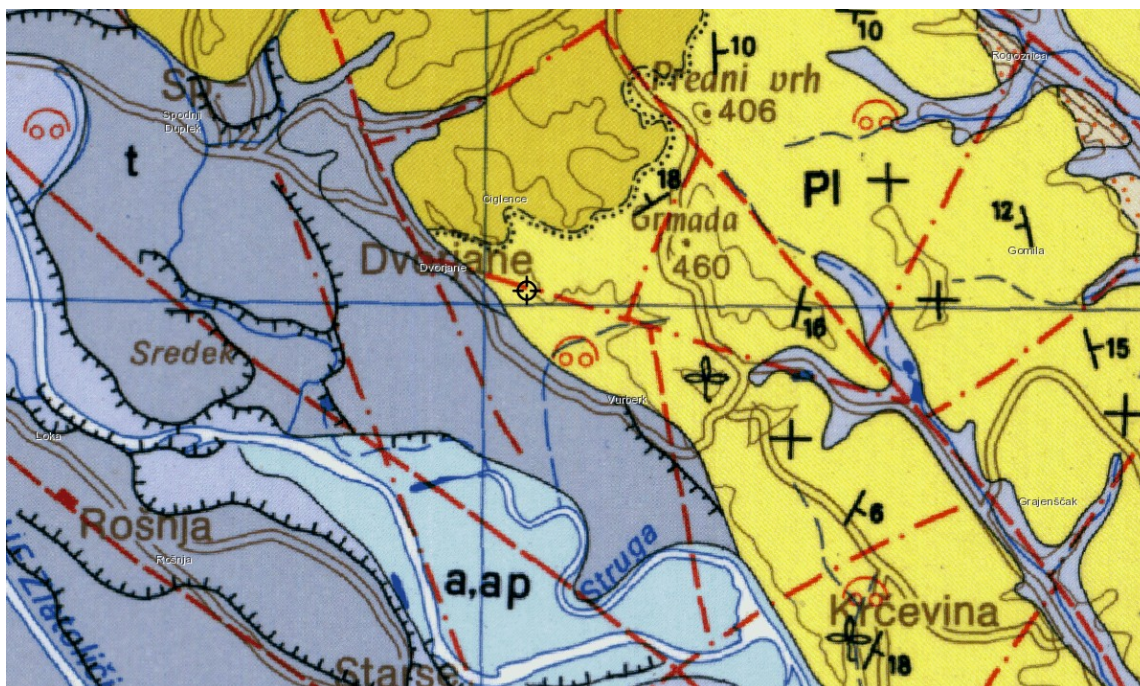 10
10
Rogoznica
Predni vrh
Sp.
406
Spodnji
Duplek
t
18
Pl
Ciglence
12
Grmada
Gomila
Dvorjane
Dvorjane
460
16
Sredek
15
Vurberk
Loka
Grajenščak
6
Rošnja
Rošnja
Struga
a,ap
Krčevina
18
Starše